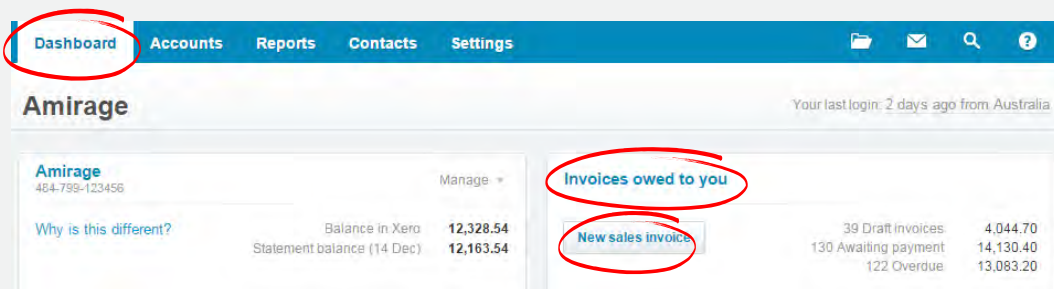 Dashboard Accounts Reports Contacts Settings
Amirage
Your last login: 2 days ago from Australia
Amirage
484-799-123456
Manage
Why is this different?
Balance in Xero 12,328.54
Statement balance (14 Dec) 12,163.54
Invoices owed to you
New sales invoice
39 Draft invoices 4,044.70
130 Awaiting payment 14,130.40
122 Overdue 13,083.20